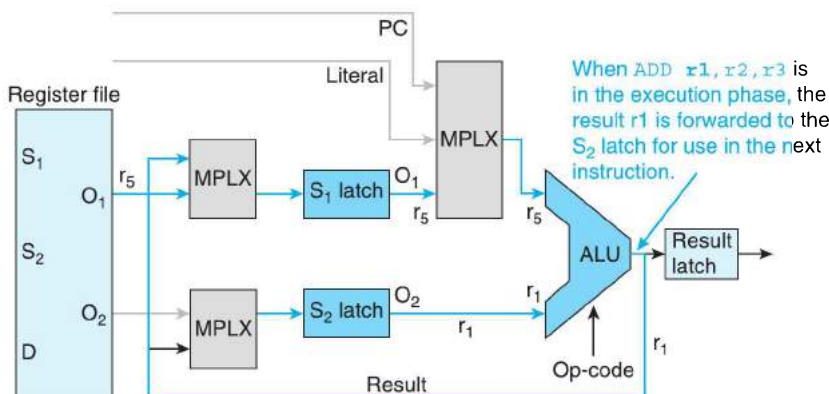 PC
Literal
When ADD r1,r2,r3 is
in the execution phase, the
result r1 is forwarded to the
S₂ latch for use in the next
instruction.
Register file
S₁
r₅
O₁
MPLX
S₁ latch
O₁
r₅
MPLX
r₅
S₂
ALU
Result
latch
O₂
MPLX
S₂ latch
O₂
r₁
r₁
D
Op-code
r₁
Result